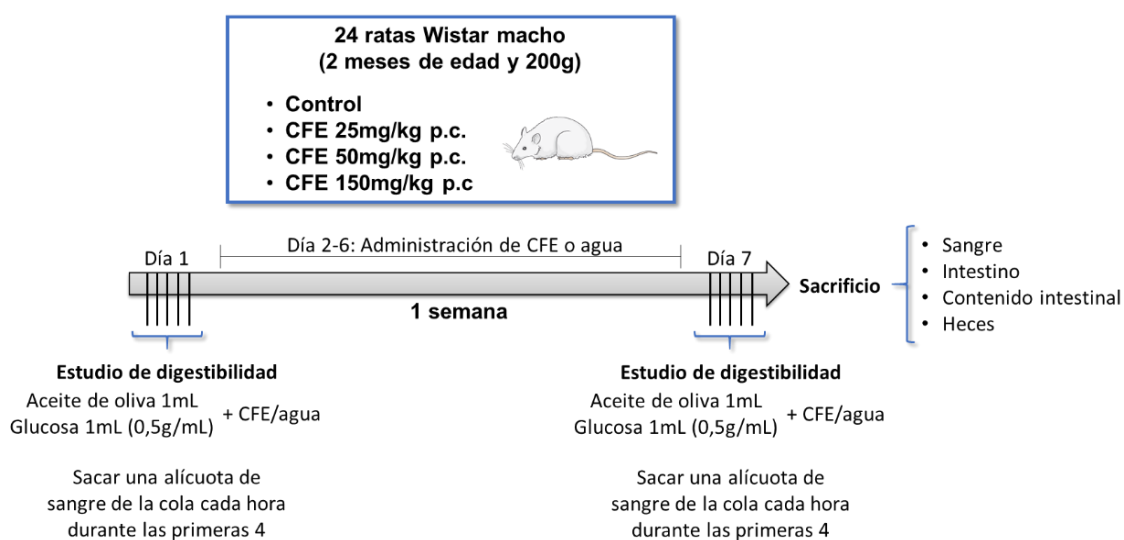 24 ratas Wistar macho
(2 meses de edad y 200g)
• Control
• CFE 25mg/kg p.c.
• CFE 50mg/kg p.c.
• CFE 150mg/kg p.c
Día 2-6: Administración de CFE o agua
Día 1
Día 7
1 semana
Sacrificio
• Sangre
• Intestino
• Contenido intestinal
• Heces
Estudio de digestibilidad
Aceite de oliva 1mL
Glucosa 1mL (0,5g/mL)
+ CFE/agua
Sacar una alícuota de
sangre de la cola cada hora
durante las primeras 4
Estudio de digestibilidad
Aceite de oliva 1mL
Glucosa 1mL (0,5g/mL)
+ CFE/agua
Sacar una alícuota de
sangre de la cola cada hora
durante las primeras 4